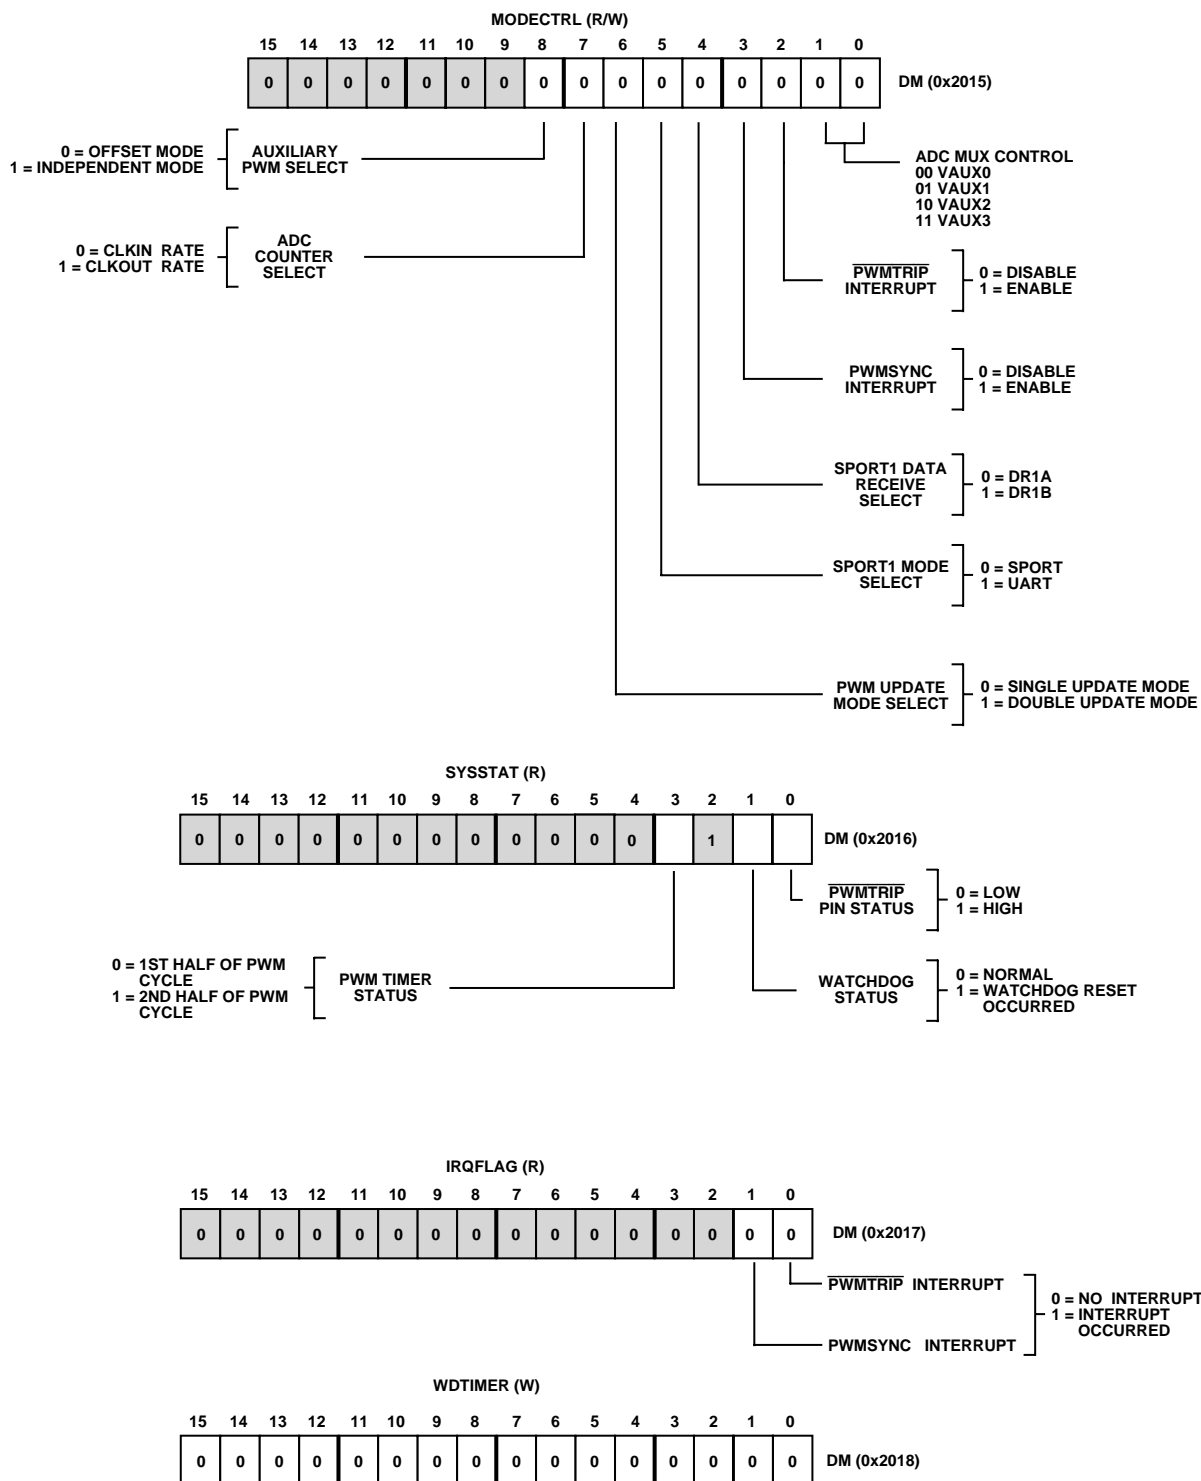 MODECTRL (R/W)
15 14 13 12 11 10 9 8 7 6 5 4 3 2 1 0
0 0 0 0 0 0 0 0 0 0 0 0 0 0 0 0 DM (0x2015)
0 = OFFSET MODE
1 = INDEPENDENT MODE
AUXILIARY
PWM SELECT
ADC MUX CONTROL
00 VAUX0
01 VAUX1
10 VAUX2
11 VAUX3
0 = CLKIN RATE
1 = CLKOUT RATE
ADC
COUNTER
SELECT
PWMTRIP
INTERRUPT
0 = DISABLE
1 = ENABLE
PWMSYNC
INTERRUPT
0 = DISABLE
1 = ENABLE
SPORT1 DATA
RECEIVE
SELECT
0 = DR1A
1 = DR1B
SPORT1 MODE
SELECT
0 = SPORT
1 = UART
PWM UPDATE
MODE SELECT
0 = SINGLE UPDATE MODE
1 = DOUBLE UPDATE MODE
SYSSTAT (R)
15 14 13 12 11 10 9 8 7 6 5 4 3 2 1 0
0 0 0 0 0 0 0 0 0 0 0 0 1 DM (0x2016)
PWMTRIP
PIN STATUS
0 = LOW
1 = HIGH
0 = 1ST HALF OF PWM
CYCLE
1 = 2ND HALF OF PWM
CYCLE
PWM TIMER
STATUS
WATCHDOG
STATUS
0 = NORMAL
1 = WATCHDOG RESET
OCCURRED
IRQFLAG (R)
15 14 13 12 11 10 9 8 7 6 5 4 3 2 1 0
0 0 0 0 0 0 0 0 0 0 0 0 0 0 0 0 DM (0x2017)
PWMTRIP INTERRUPT
PWMSYNC INTERRUPT
0 = NO INTERRUPT
1 = INTERRUPT
OCCURRED
WDTIMER (W)
15 14 13 12 11 10 9 8 7 6 5 4 3 2 1 0
0 0 0 0 0 0 0 0 0 0 0 0 0 0 0 0 DM (0x2018)